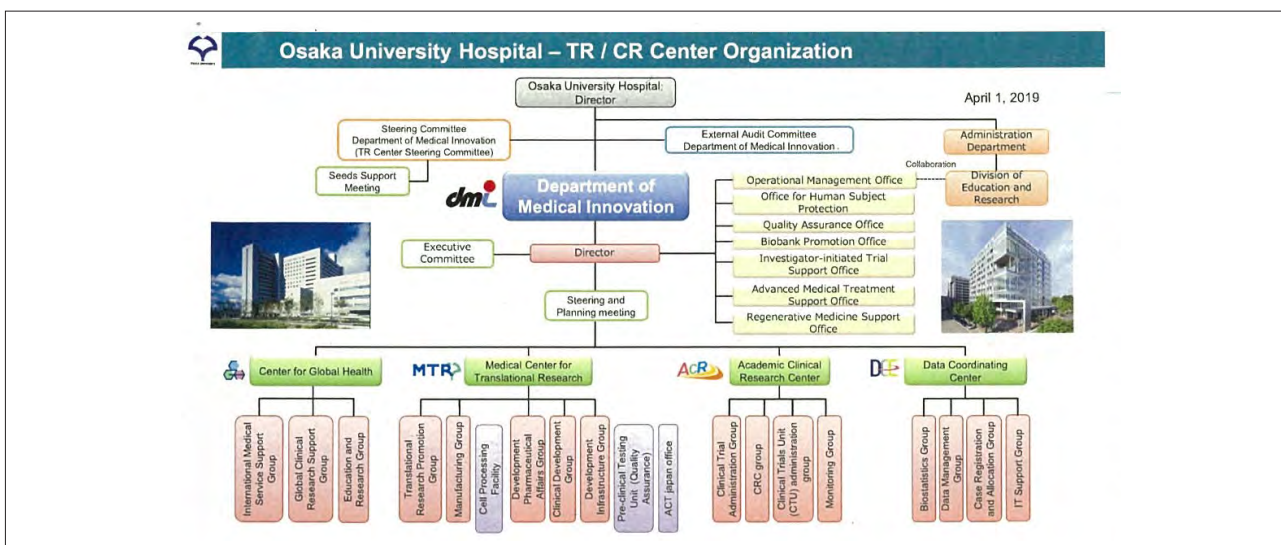 Osaka University Hospital – TR / CR Center Organization
Osaka University Hospital;
Director
April 1, 2019
Steering Committee
Department of Medical Innovation
(TR Center Steering Committee)
External Audit Committee
Department of Medical Innovation .
Administration
Department
Seeds Support
Meeting
Collaboration
Division of
Education and
Research
dmi
Department of
Medical Innovation
Operational Management Office
Office for Human Subject
Protection
Quality Assurance Office
Biobank Promotion Office
Investigator-initiated Trial
Support Office
Advanced Medical Treatment
Support Office
Regenerative Medicine Support
Office
Executive
Committee
Director
Steering and
Planning meeting
Center for Global Health
MTR
Medical Center for
Translational Research
ACR
Academic Clinical
Research Center
DCC
Data Coordinating
Center
International Medical
Service Support
Group
Global Clinical
Research Support
Group
Education and
Research Group
Translational
Research Promotion
Group
Manufacturing Group
Cell Processing
Facility
Development
Pharmaceutical
Affairs Group
Clinical Development
Group
Development
Infrastructure Group
Pre-clinical Testing
Unit (Quality
Assurance)
ACT japan office
Clinical Trial
Administration Group
CRC group
Clinical Trials Unit
(CTU) administration
group
Monitoring Group
Biostatistics Group
Data Management
Group
Case Registration
and Allocation Group
IT Support Group